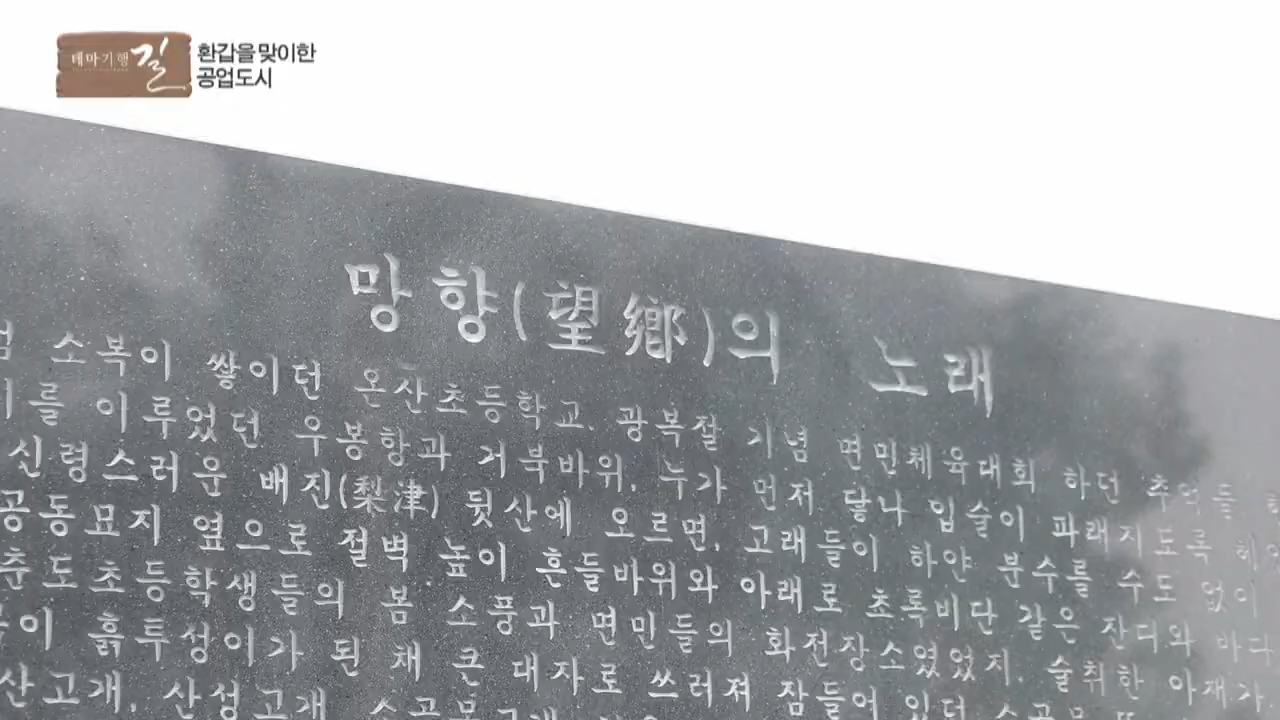 테마기행 길
환갑을 맞이한
공업도시
망향(望鄉)의 노래
소복이 쌓이던 온산초등학교. 광복절 기념 면민체육대회 하던 추억들
를 이루었던 우봉항과 거북바위. 누가 먼저 닿나 입술이 파래지도록
신령스러운 배진(梨津) 뒷산에 오르면, 고래들이 하얀 분수를 수도 없이
공동묘지 옆으로 절벽 높이 흔들바위와 아래로 초록비단 같은 잔디와 바다
춘도초등학생들의 봄 소풍과 면민들의 화전장소였었지. 술취한 아재가
흙투성이가 된 채 큰 대자로 쓰러져 잠들어 있던
산고개, 산성고개